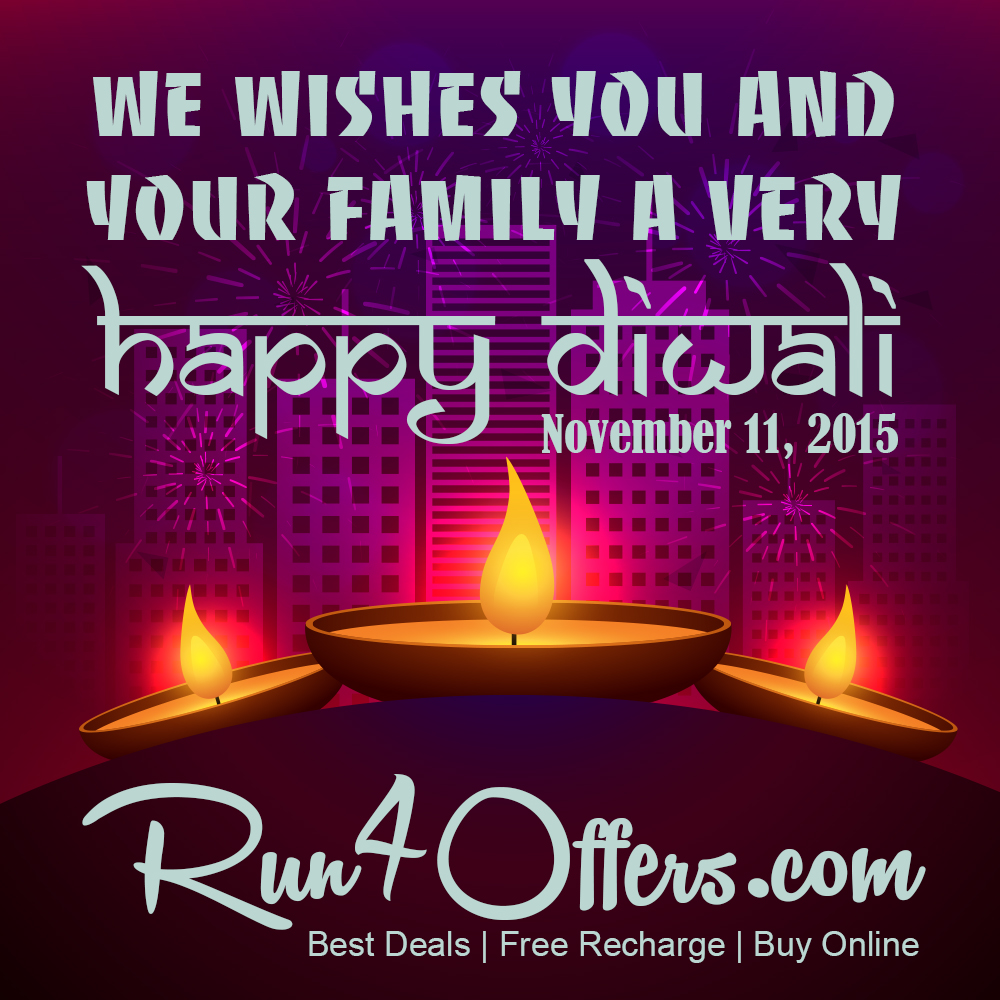 WE WISHES YOU AND
YOUR FAMILY A VERY
happy diwali
November 11, 2015
Run4Offers.com
Best Deals | Free Recharge | Buy Online